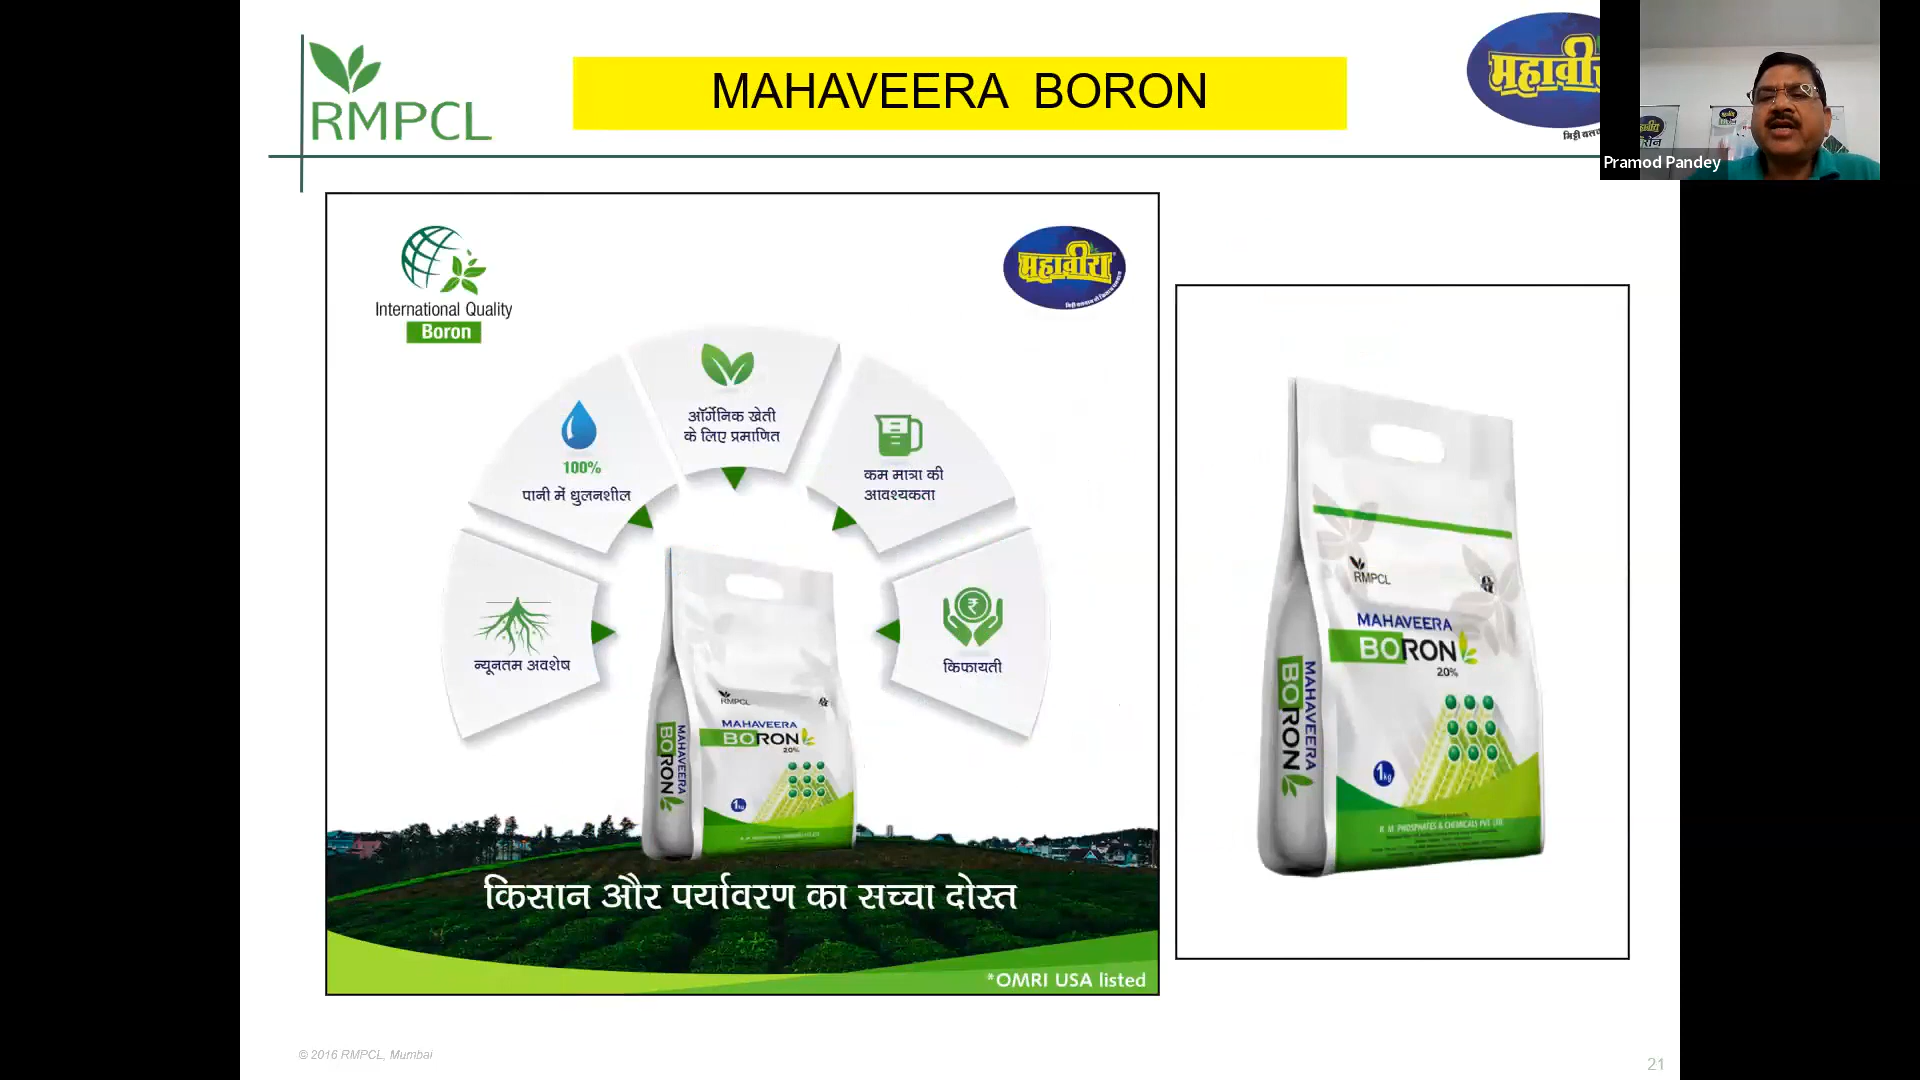 RMPCL
MAHAVEERA BORON
महावी
Pramod Pandey
International Quality
Boron
महावीरा
ऑर्गेनिक खेती
के लिए प्रमाणित
100%
पानी में घुलनशील
कम मात्रा की
आवश्यकता
न्यूनतम अवशेष
किफायती
RMPCL
MAHAVEERA
BORON
20%
MAHAVEERA
BORON
1kg
किसान और पर्यावरण का सच्चा दोस्त
*OMRI USA listed
RMPCL
MAHAVEERA
BORON
20%
MAHAVEERA
BORON
1kg
R. M. PHOSPHATES & CHEMICALS PVT. LTD.
© 2016 RMPCL, Mumbai
21